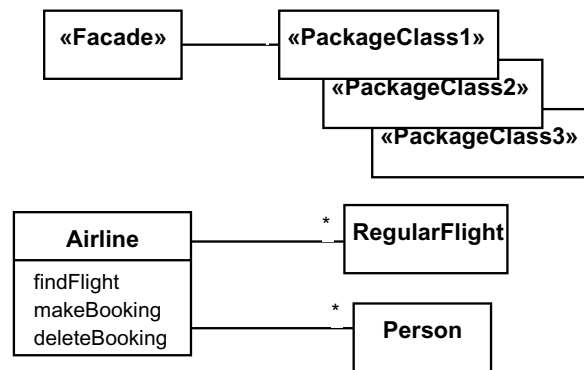 «Facade»
«PackageClass1»
«PackageClass2»
«PackageClass3»
Airline
findFlight
makeBooking
deleteBooking
*
RegularFlight
*
Person